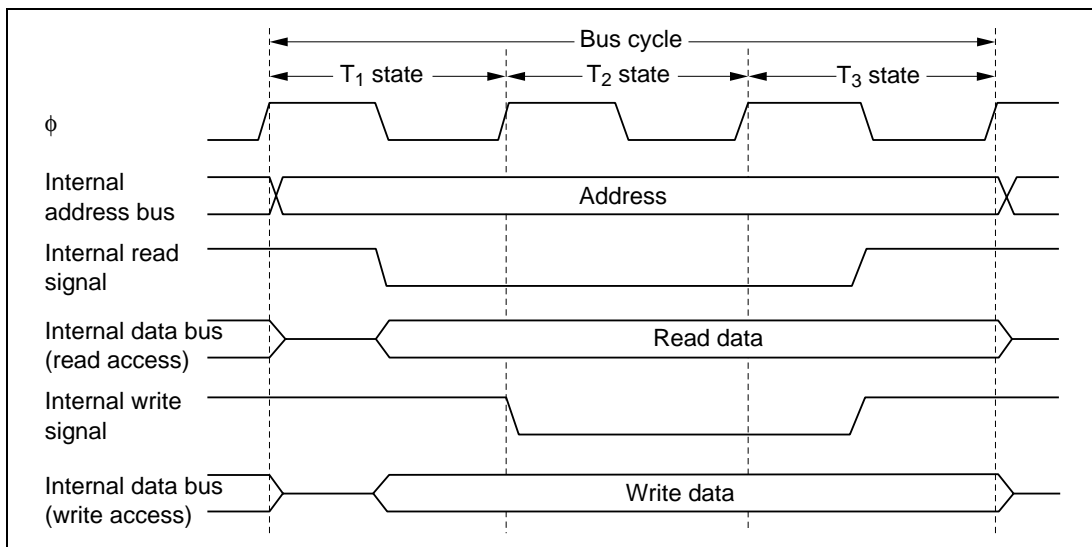 Bus cycle
T₁ state
T₂ state
T₃ state
ϕ
Internal
address bus
Address
Internal read
signal
Internal data bus
(read access)
Read data
Internal write
signal
Internal data bus
(write access)
Write data